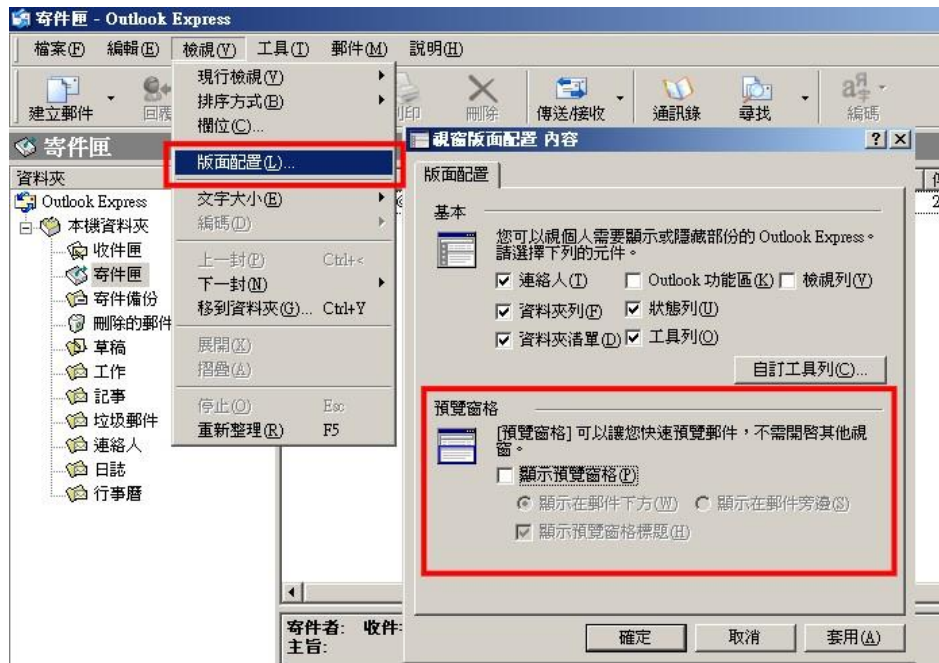 寄件匣 - Outlook Express
檔案(F) 編輯(E) 檢視(V) 工具(T) 郵件(M) 說明(H)
建立郵件 傳送/接收 通訊錄 尋找 編碼
刪除
寄件匣
資料夾
Outlook Express
本機資料夾
收件匣
寄件匣
寄件備份
刪除的郵件
草稿
工作
記事
垃圾郵件
連絡人
日誌
行事曆
現行檢視(V)
排序方式(B)
欄位(C)...
版面配置(L)...
文字大小(E)
編碼(D)
上一封(P) Ctrl+<
下一封(N)
移到資料夾(G)... Ctrl+Y
展開(X)
摺疊(A)
停止(O) Esc
重新整理(R) F5
視窗版面配置 內容
版面配置
基本
您可以視個人需要顯示或隱藏部份的 Outlook Express。
請選擇下列的元件。
連絡人(T) Outlook 功能區(K) 檢視列(V)
資料夾列(F) 狀態列(U)
資料夾清單(D) 工具列(O)
自訂工具列(C)...
預覽窗格
[預覽窗格] 可以讓您快速預覽郵件，不需開啓其他視
窗。
顯示預覽窗格(P)
顯示在郵件下方(W) 顯示在郵件旁邊(S)
顯示預覽窗格標題(H)
確定 取消 套用(A)
寄件者: 收件
主旨: